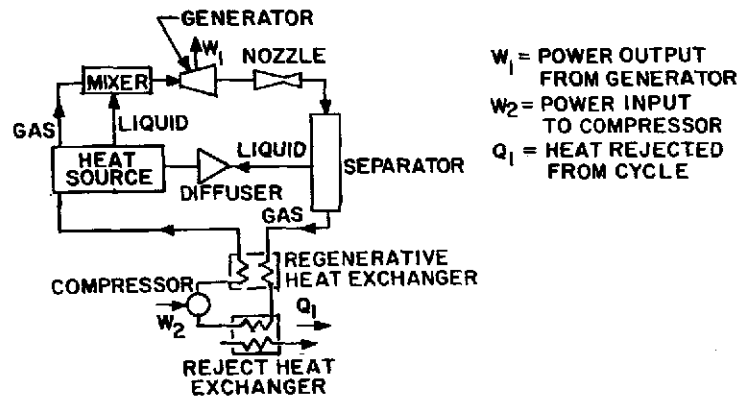 GENERATOR
W1
NOZZLE
MIXER
GAS
LIQUID
HEAT
SOURCE
DIFFUSER
LIQUID
SEPARATOR
GAS
REGENERATIVE
HEAT EXCHANGER
COMPRESSOR
W2
Q1
REJECT HEAT
EXCHANGER
W1 = POWER OUTPUT
FROM GENERATOR
W2 = POWER INPUT
TO COMPRESSOR
Q1 = HEAT REJECTED
FROM CYCLE